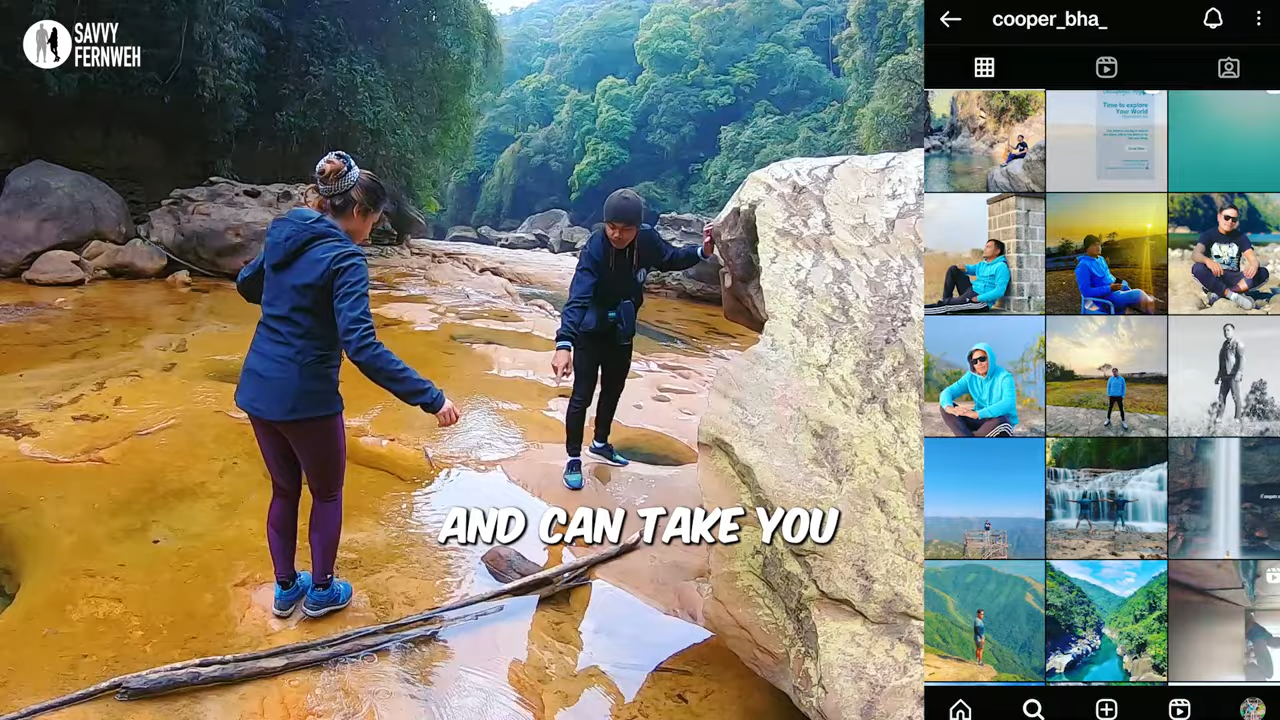 SAVVY
FERNWEH
cooper_bha_
Time to explore
Your World
AND CAN TAKE YOU